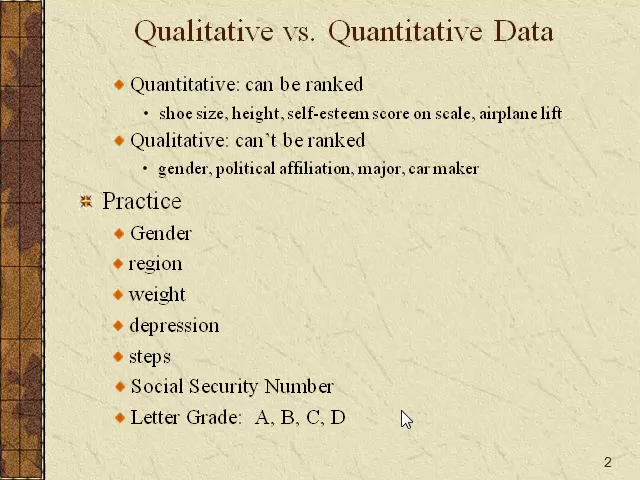 Qualitative vs. Quantitative Data
Quantitative: can be ranked
shoe size, height, self-esteem score on scale, airplane lift
Qualitative: can't be ranked
gender, political affiliation, major, car maker
Practice
Gender
region
weight
depression
steps
Social Security Number
Letter Grade: A, B, C, D
2